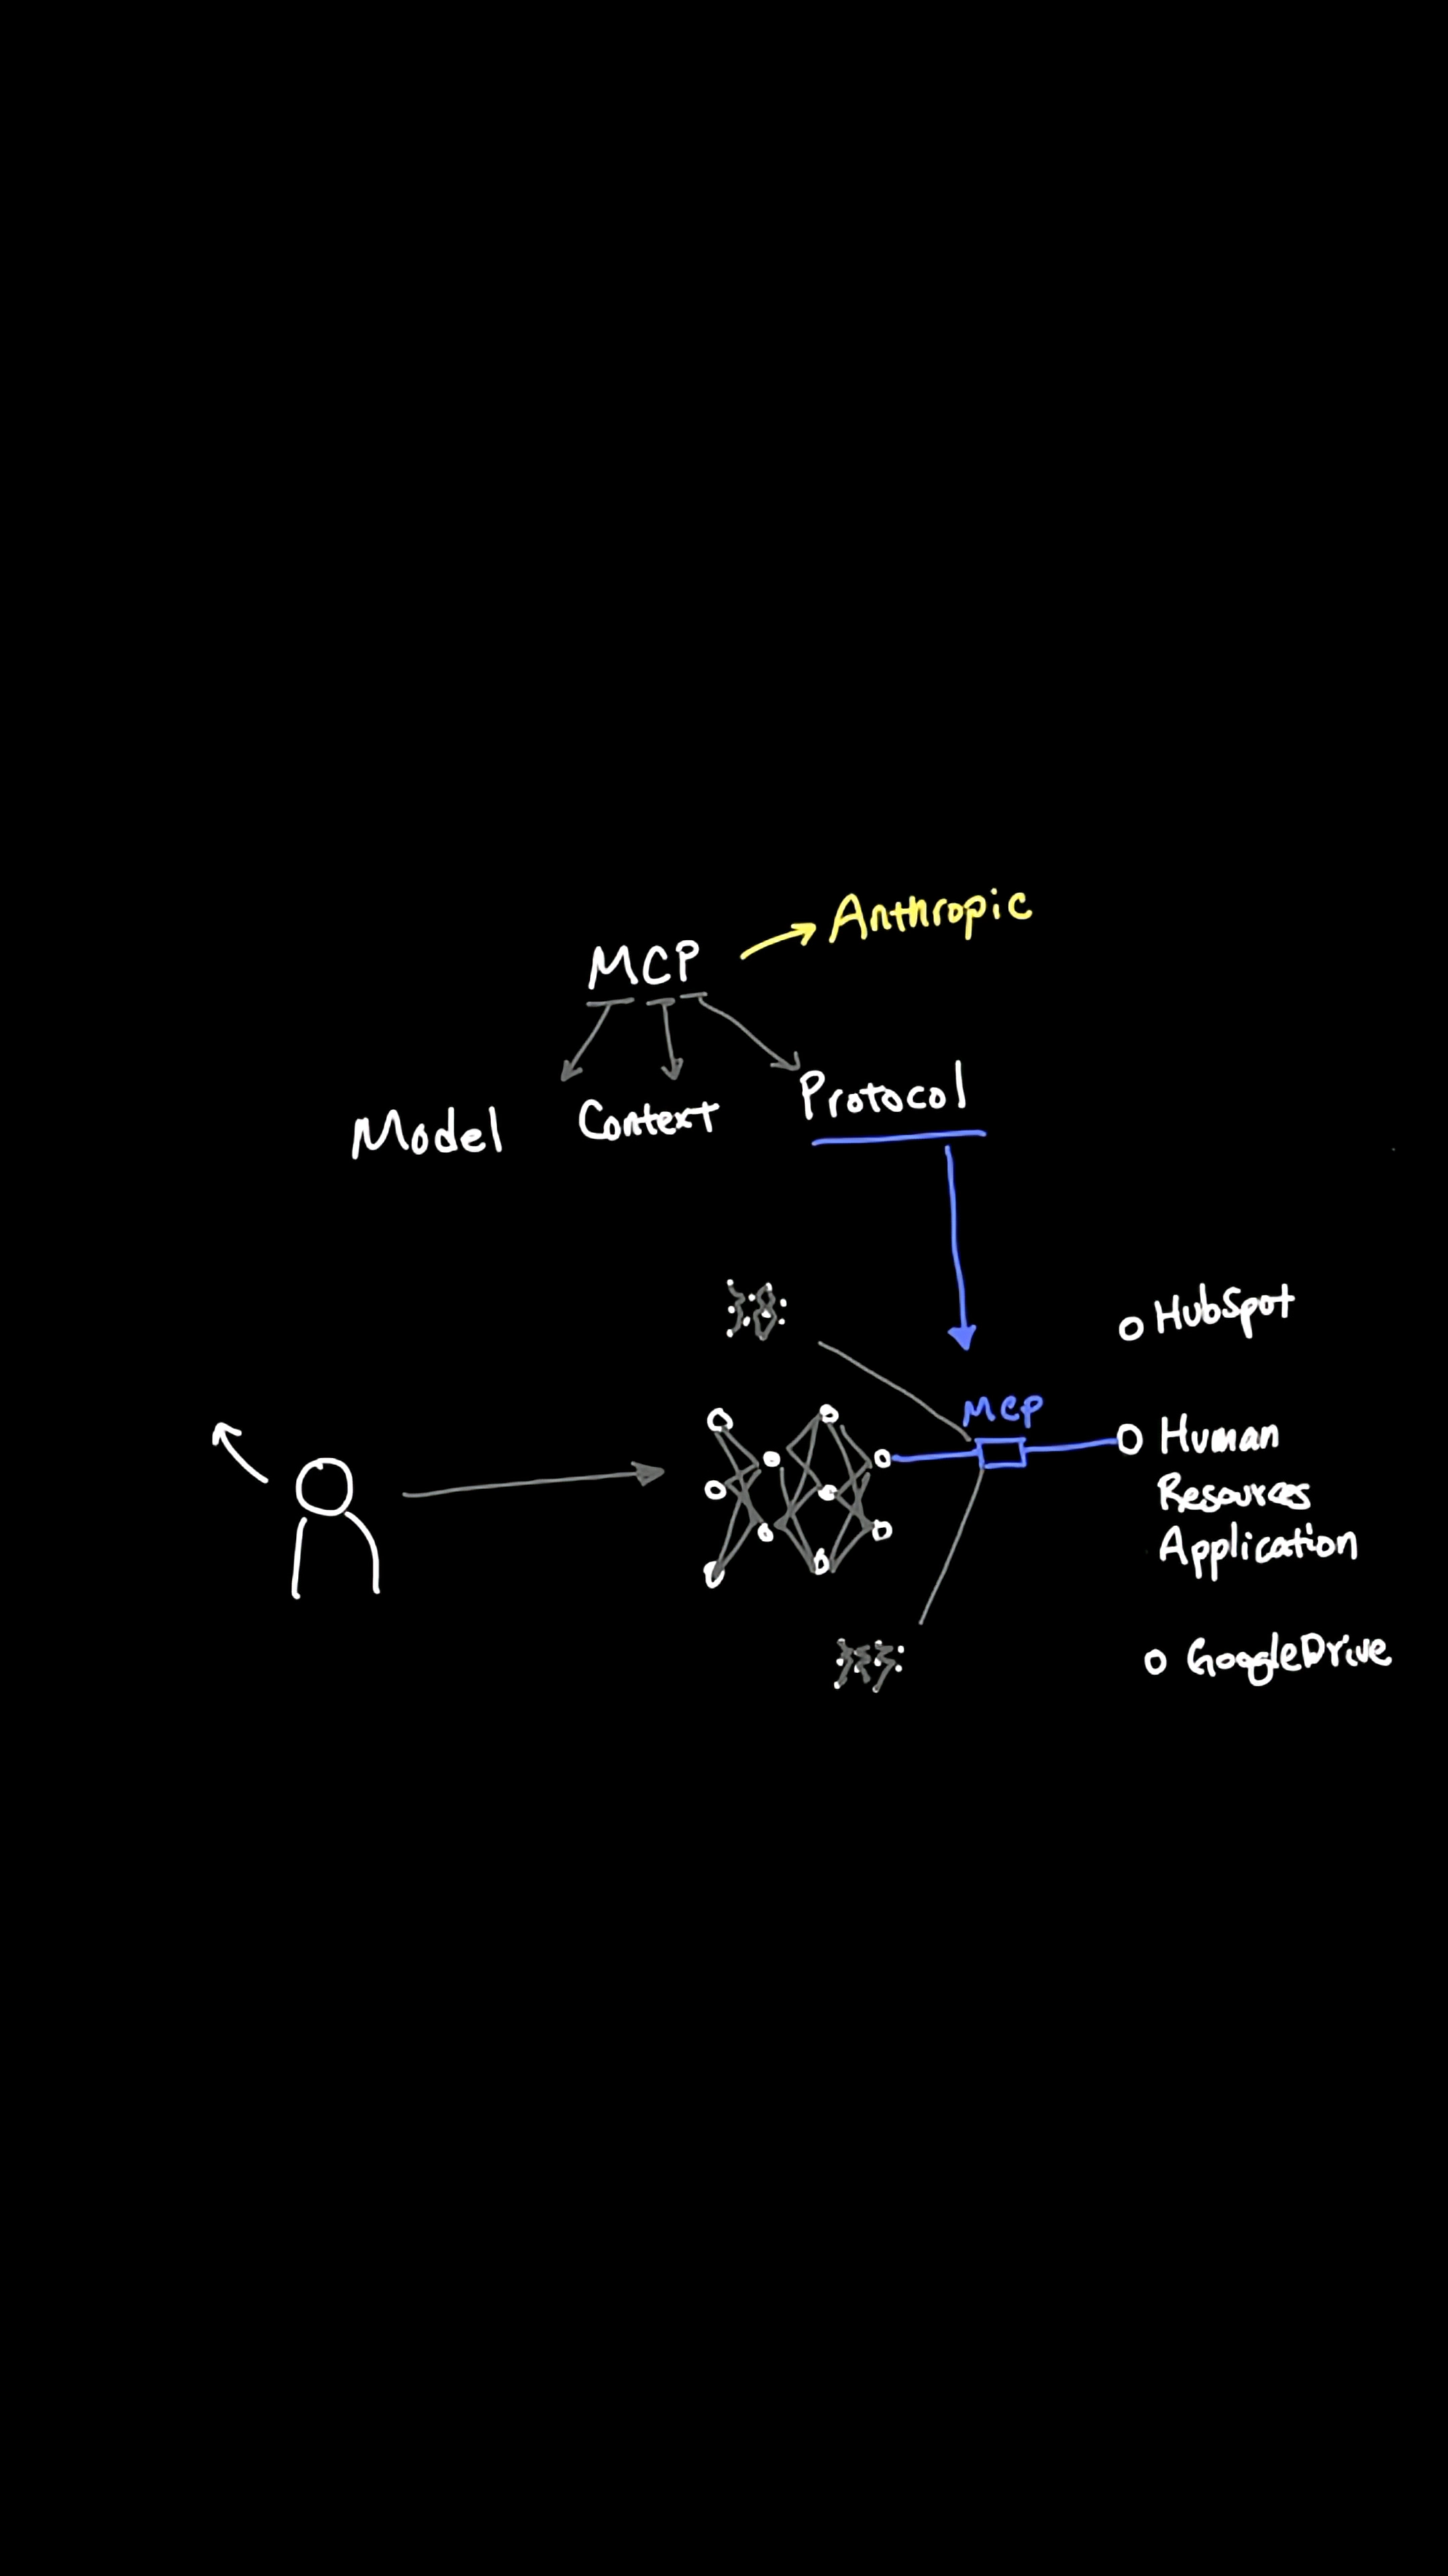 Anthropic
MCP
Model Context Protocol
HubSpot
MCP
Human
Resources
Application
GoogleDrive